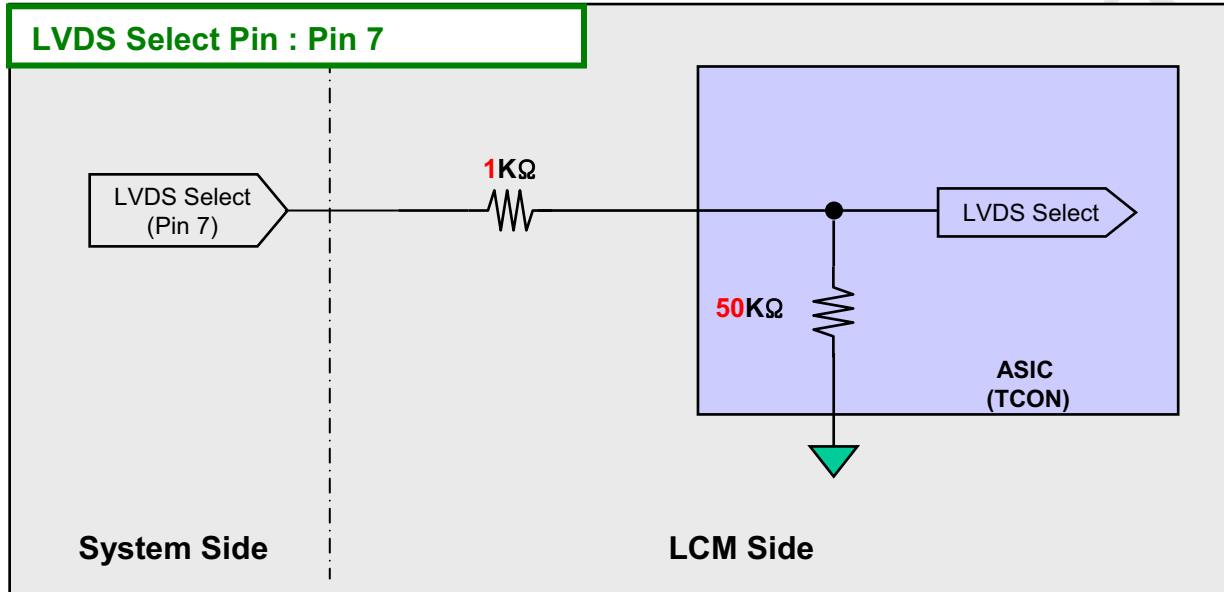 LVDS Select Pin : Pin 7
1KΩ
LVDS Select
(Pin 7)
LVDS Select
50KΩ
ASIC
(TCON)
System Side
LCM Side